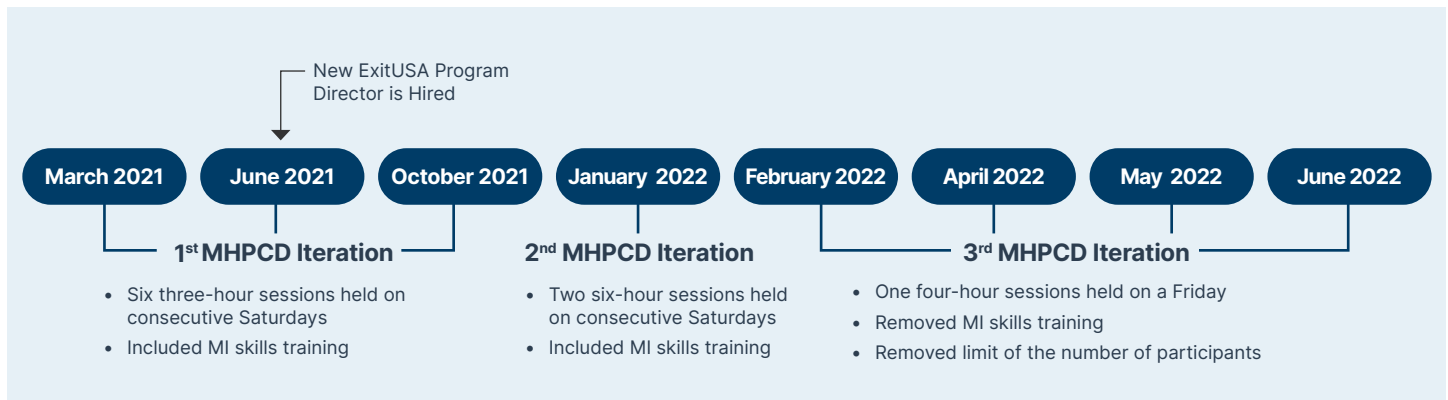 New ExitUSA Program
Director is Hired
March 2021
June 2021
October 2021
January 2022
February 2022
April 2022
May 2022
June 2022
1st MHPCD Iteration
• Six three-hour sessions held on
consecutive Saturdays
• Included MI skills training
2nd MHPCD Iteration
• Two six-hour sessions held
on consecutive Saturdays
• Included MI skills training
3rd MHPCD Iteration
• One four-hour sessions held on a Friday
• Removed MI skills training
• Removed limit of the number of participants